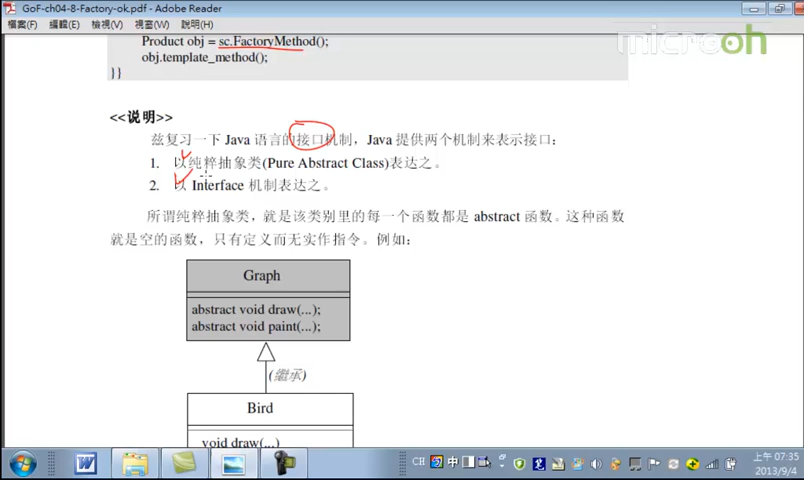 GoF-ch04-8-Factory-ok.pdf - Adobe Reader
檔案(F) 編輯(E) 檢視(V) 視窗(W) 說明(H)
microoh
Product obj = sc.FactoryMethod();
obj.template_method();
}}
<<说明>>
兹复习一下 Java 语言的接口机制，Java 提供两个机制来表示接口：
1. 以纯粹抽象类(Pure Abstract Class)表达之。
2. 以 Interface 机制表达之。
所谓纯粹抽象类，就是该类别里的每一个函数都是 abstract 函数。这种函数
就是空的函数，只有定义而无实作指令。例如：
Graph
abstract void draw(...);
abstract void paint(...);
(继承)
Bird
void draw(...)
CH 中
上午 07:35
2013/9/4